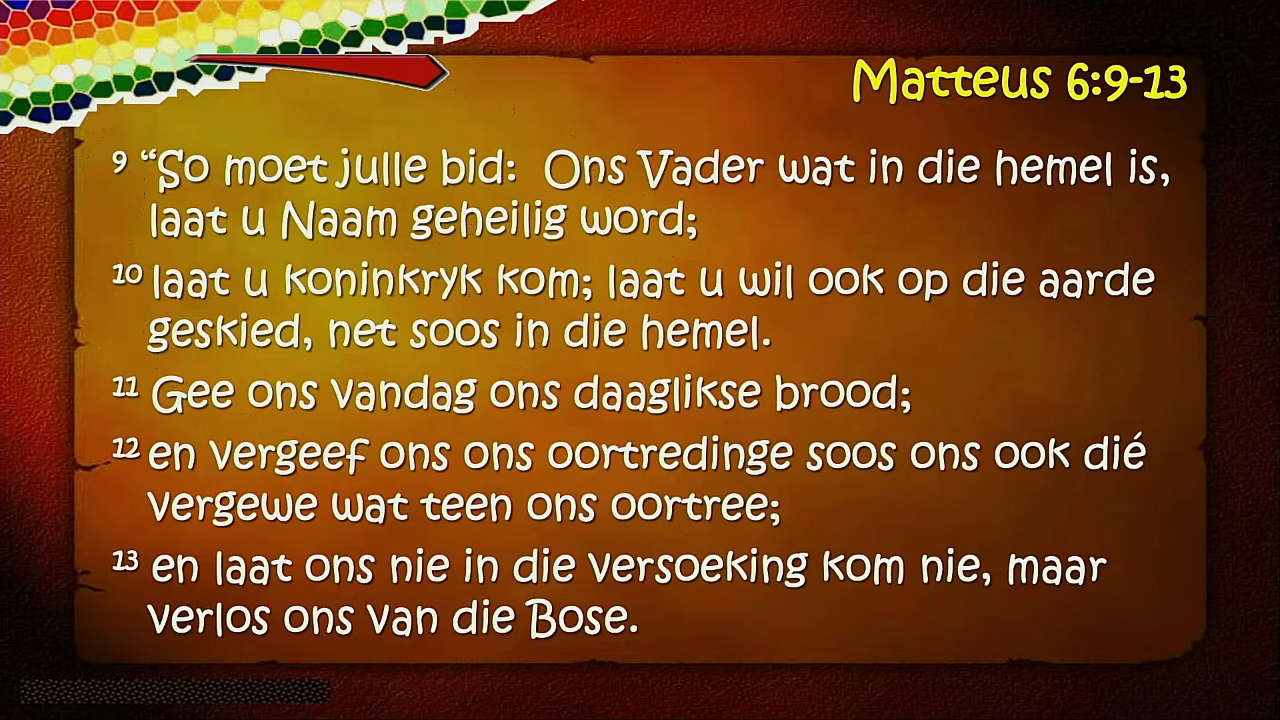 Matteus 6:9-13
9 “So moet julle bid: Ons Vader wat in die hemel is,
laat u Naam geheilig word;
10 laat u koninkryk kom; laat u wil ook op die aarde
geskied, net soos in die hemel.
11 Gee ons vandag ons daaglikse brood;
12 en vergeef ons ons oortredinge soos ons ook dié
vergewe wat teen ons oortree;
13 en laat ons nie in die versoeking kom nie, maar
verlos ons van die Bose.